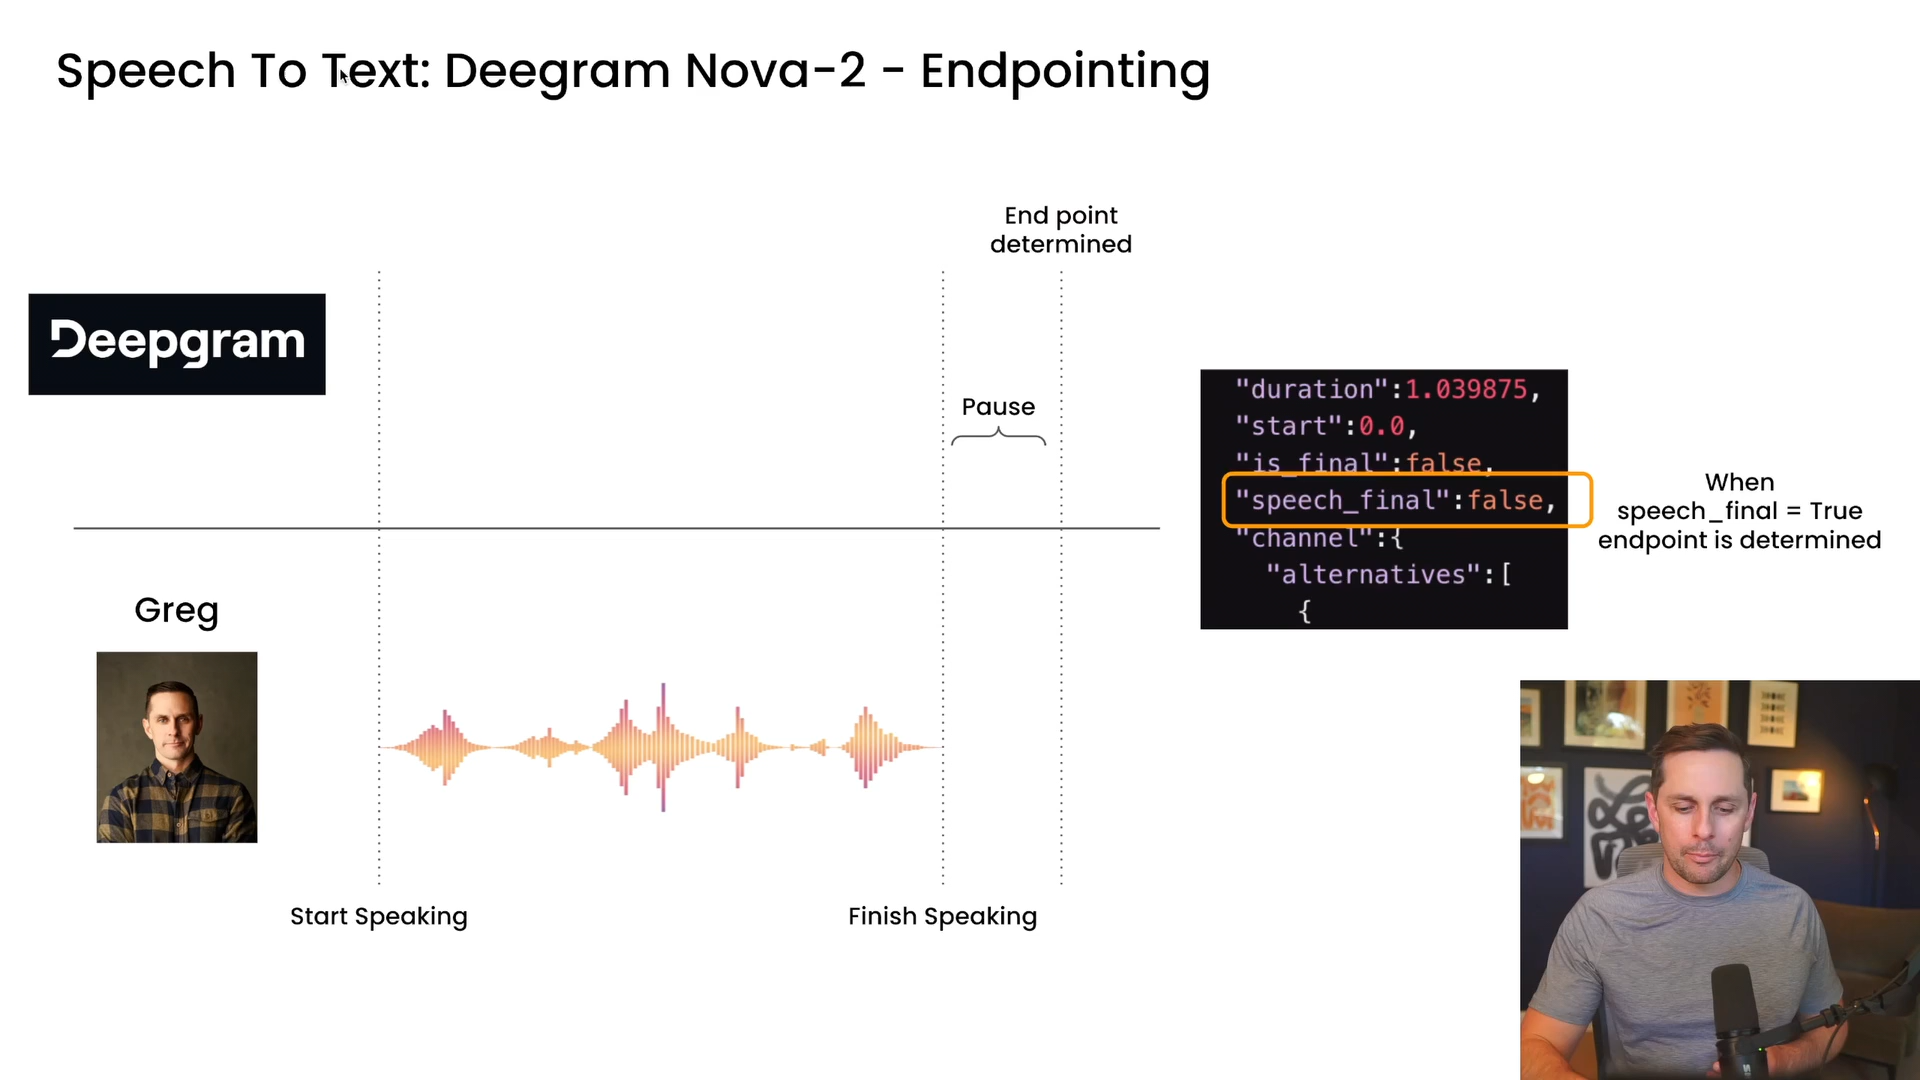 Speech To Text: Deegram Nova-2 - Endpointing
End point
determined
Deepgram
Pause
"duration":1.039875,
"start":0.0,
"is_final":false,
"speech_final":false,
"channel":{
"alternatives":[
{
When
speech_final = True
endpoint is determined
Greg
Start Speaking
Finish Speaking